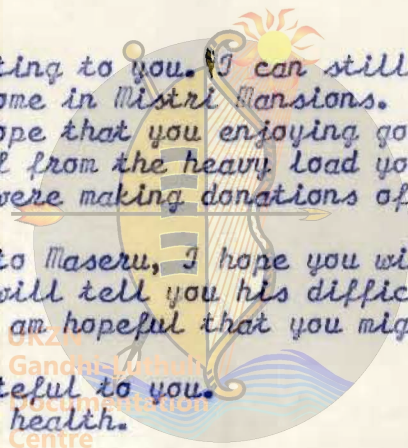 ting to you. I can still
ome in Mistri Mansions.
ope that you enjoying go
f from the heavy load yo
were making donations of
to Maseru, I hope you wi
will tell you his diffic
am hopeful that you mig
teful to you.
health.
UKZN
Gandhi-Luthuli
Documentation
Centre